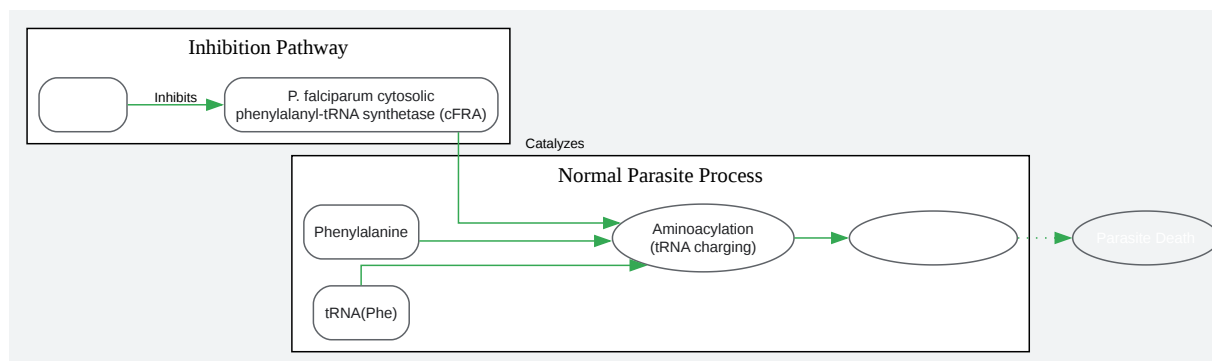 Inhibition Pathway
Inhibits
P. falciparum cytosolic
phenylalanyl-tRNA synthetase (cFRA)
Catalyzes
Normal Parasite Process
Phenylalanine
Aminoacylation
(tRNA charging)
Parasite Death
tRNA(Phe)